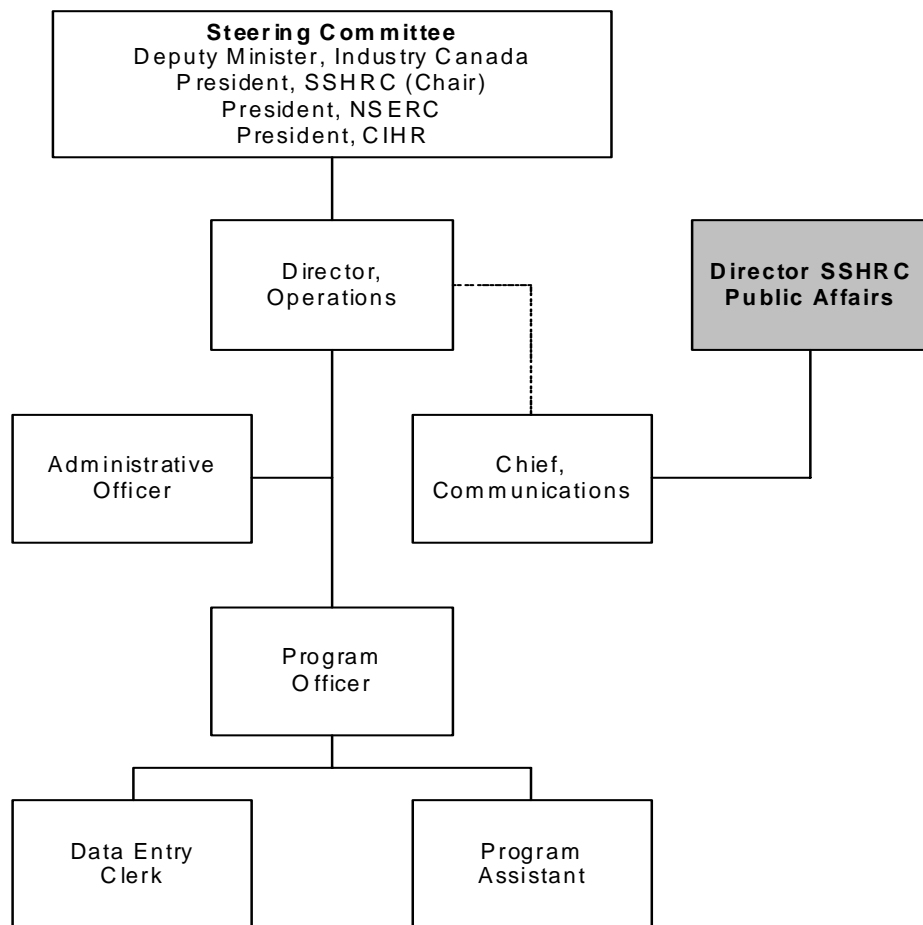 Steering Committee
Deputy Minister, Industry Canada
President, SSHRC (Chair)
President, NSERC
President, CIHR
Director,
Operations
Director SSHRC
Public Affairs
Administrative
Officer
Chief,
Communications
Program
Officer
Data Entry
Clerk
Program
Assistant